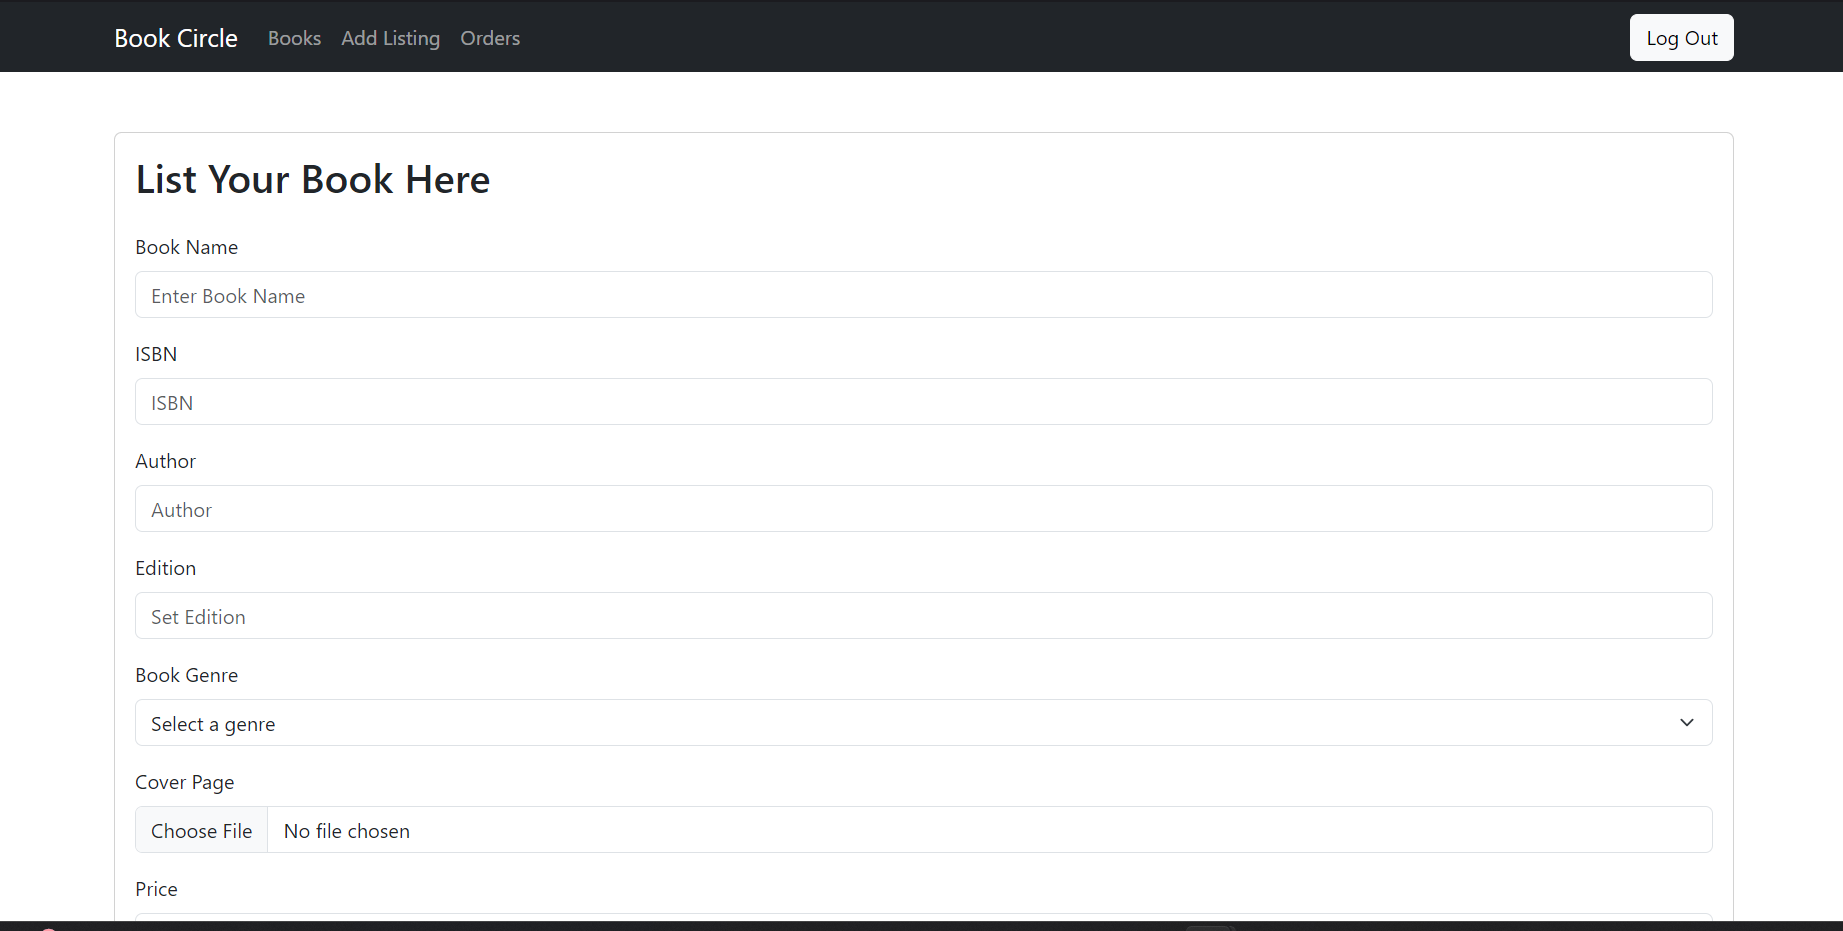 Book Circle Books Add Listing Orders Log Out
List Your Book Here
Book Name
Enter Book Name
ISBN
ISBN
Author
Author
Edition
Set Edition
Book Genre
Select a genre
Cover Page
Choose File No file chosen
Price